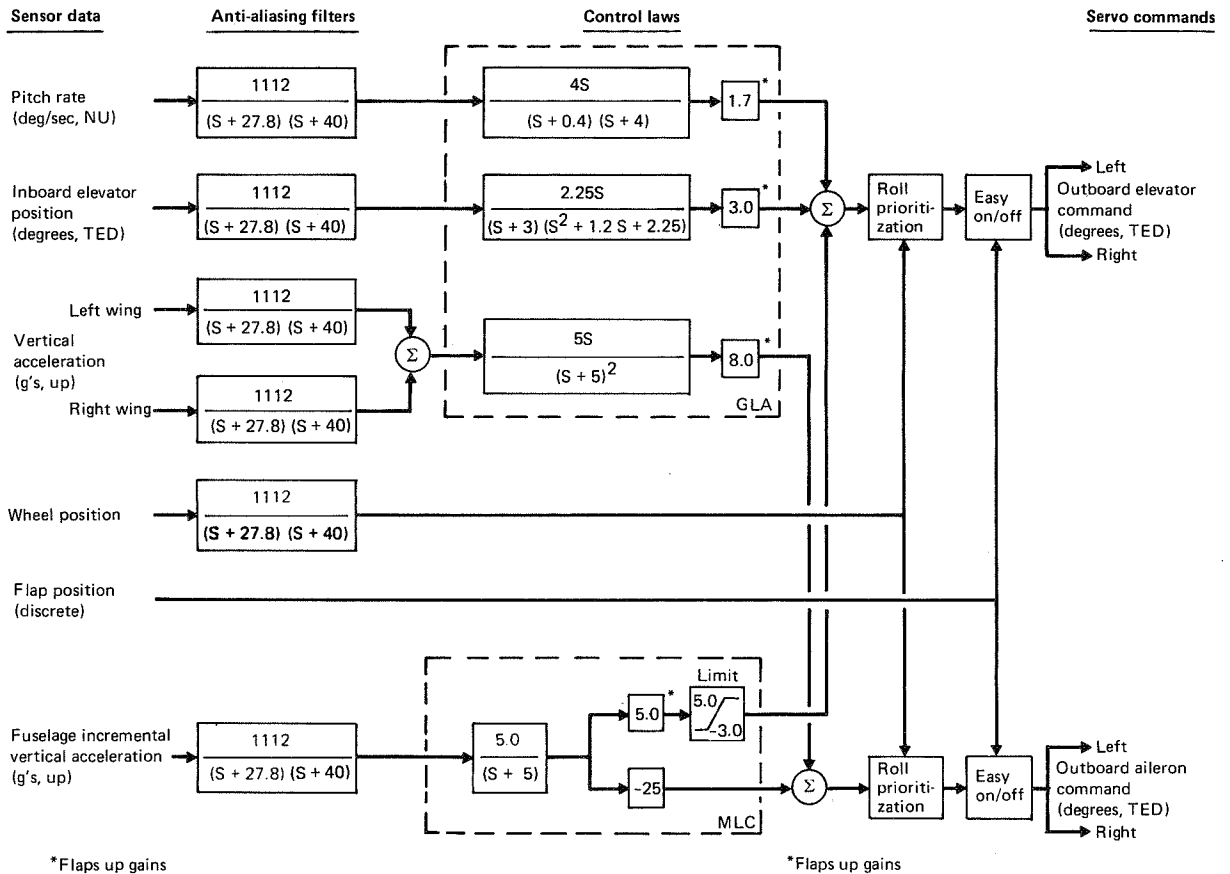 Sensor data
Anti-aliasing filters
Control laws
Servo commands
Pitch rate
(deg/sec, NU)
1112
(S + 27.8) (S + 40)
4S
(S + 0.4) (S + 4)
1.7
*
Inboard elevator
position
(degrees, TED)
1112
(S + 27.8) (S + 40)
2.25S
(S + 3) (S² + 1.2 S + 2.25)
3.0
*
Σ
Roll
prioriti-
zation
Easy
on/off
Left
Outboard elevator
command
(degrees, TED)
Right
Left wing
1112
(S + 27.8) (S + 40)
Vertical
acceleration
(g's, up)
Σ
5S
(S + 5)²
8.0
*
GLA
Right wing
1112
(S + 27.8) (S + 40)
Wheel position
1112
(S + 27.8) (S + 40)
Flap position
(discrete)
Fuselage incremental
vertical acceleration
(g's, up)
1112
(S + 27.8) (S + 40)
5.0
(S + 5)
5.0
*
Limit
5.0
-3.0
-25
MLC
Σ
Roll
prioriti-
zation
Easy
on/off
Left
Outboard aileron
command
(degrees, TED)
Right
*Flaps up gains
*Flaps up gains